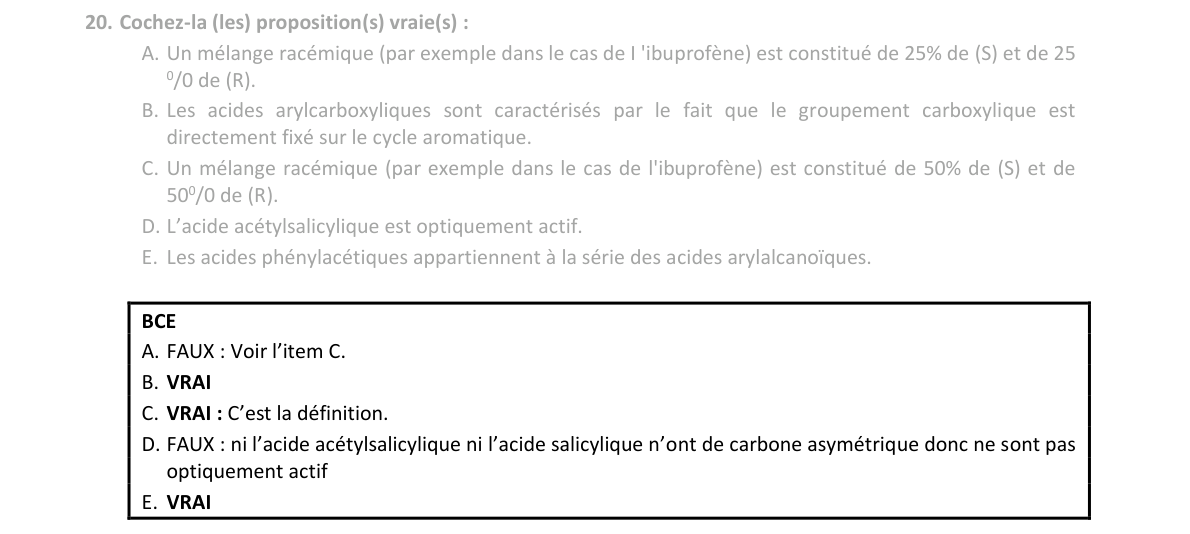 20. Cochez-la (les) proposition(s) vraie(s) :
A. Un mélange racémique (par exemple dans le cas de I 'ibuprofène) est constitué de 25% de (S) et de 25
⁰/0 de (R).
B. Les acides arylcarboxyliques sont caractérisés par le fait que le groupement carboxylique est
directement fixé sur le cycle aromatique.
C. Un mélange racémique (par exemple dans le cas de l'ibuprofène) est constitué de 50% de (S) et de
50⁰/0 de (R).
D. L’acide acétylsalicylique est optiquement actif.
E. Les acides phénylacétiques appartiennent à la série des acides arylalcanoïques.
BCE
A. FAUX : Voir l’item C.
B. VRAI
C. VRAI : C’est la définition.
D. FAUX : ni l’acide acétylsalicylique ni l’acide salicylique n’ont de carbone asymétrique donc ne sont pas
optiquement actif
E. VRAI